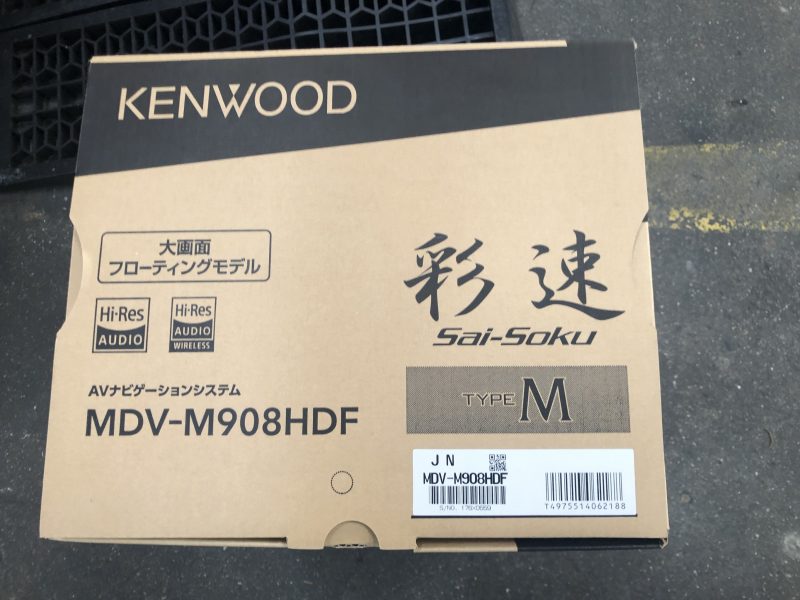 KENWOOD
大画面
フローティングモデル
Hi-Res
AUDIO
Hi-Res
AUDIO
WIRELESS
彩速
Sai-Soku
AVナビゲーションシステム
MDV-M908HDF
TYPE M
J N
MDV-M908HDF
S/NO. 176X0669
T4975514062188